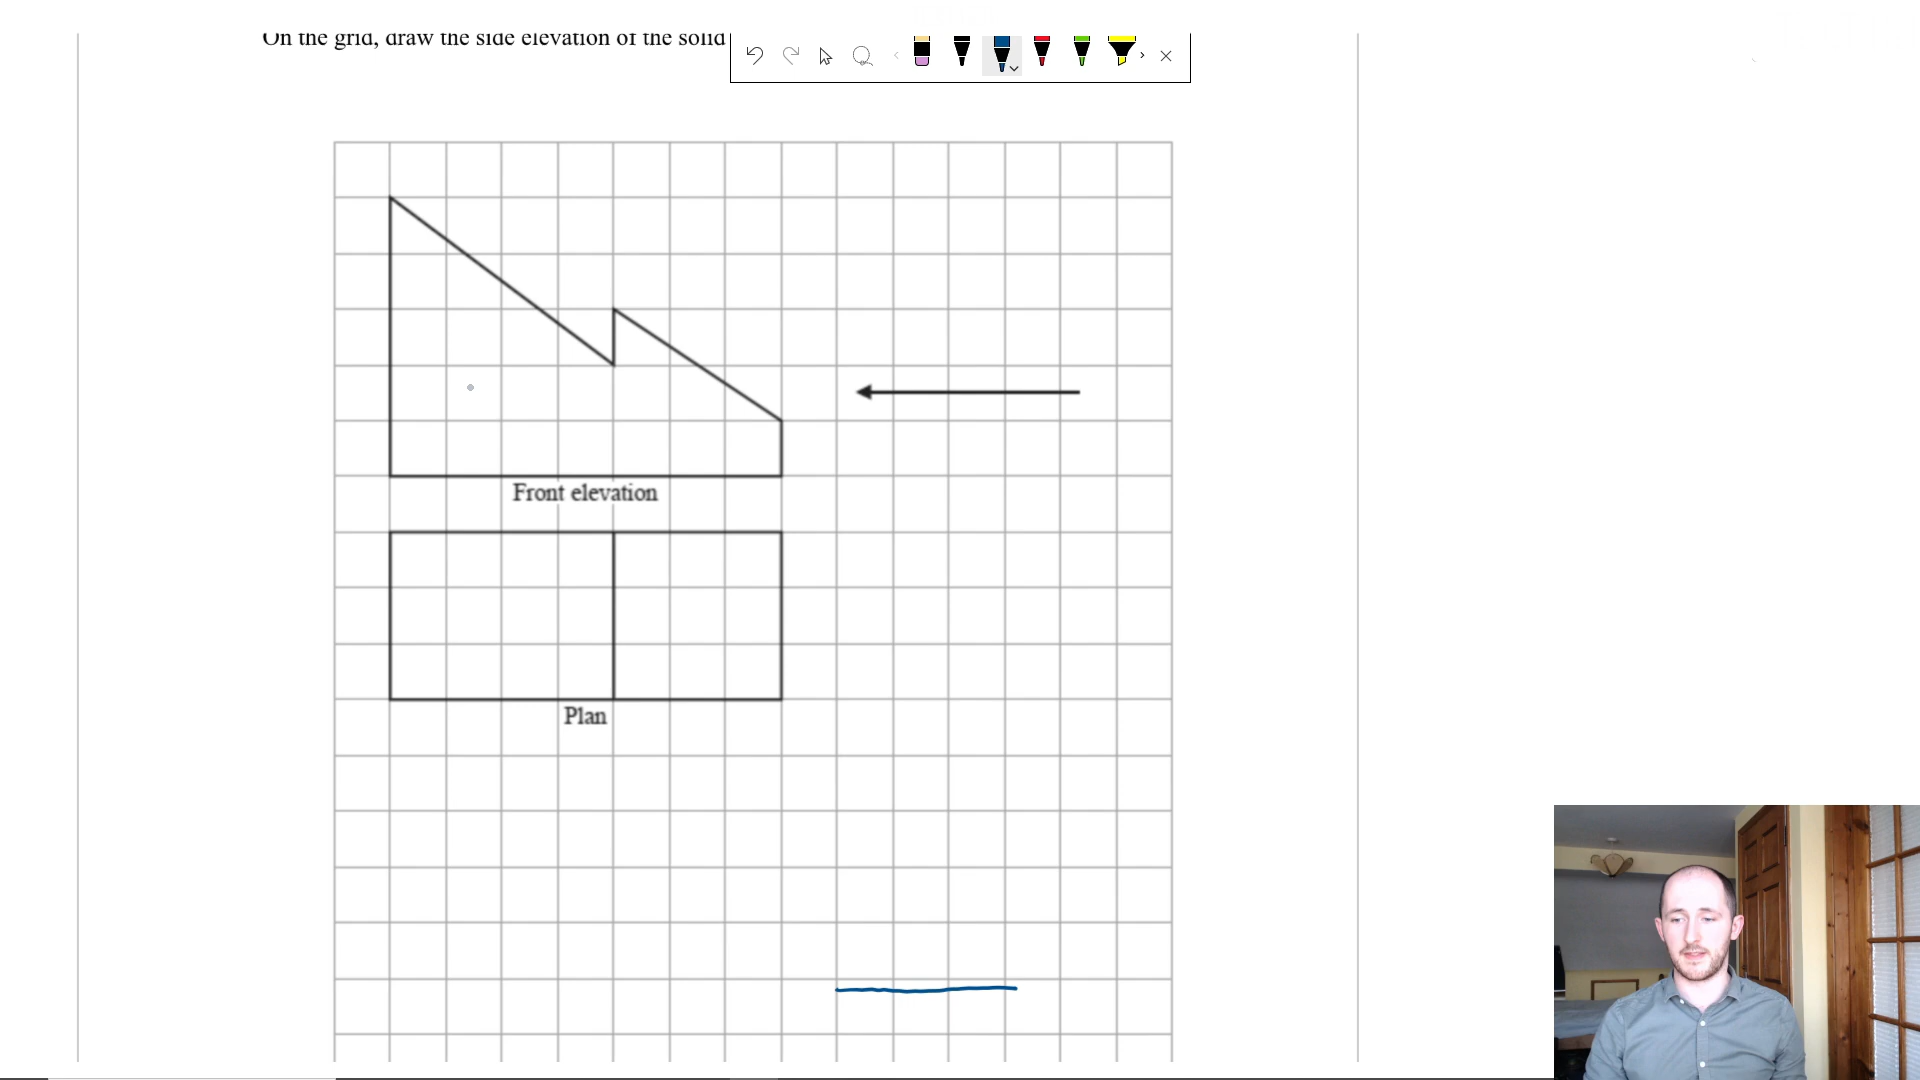 On the grid, draw the side elevation of the solid
Front elevation
Plan